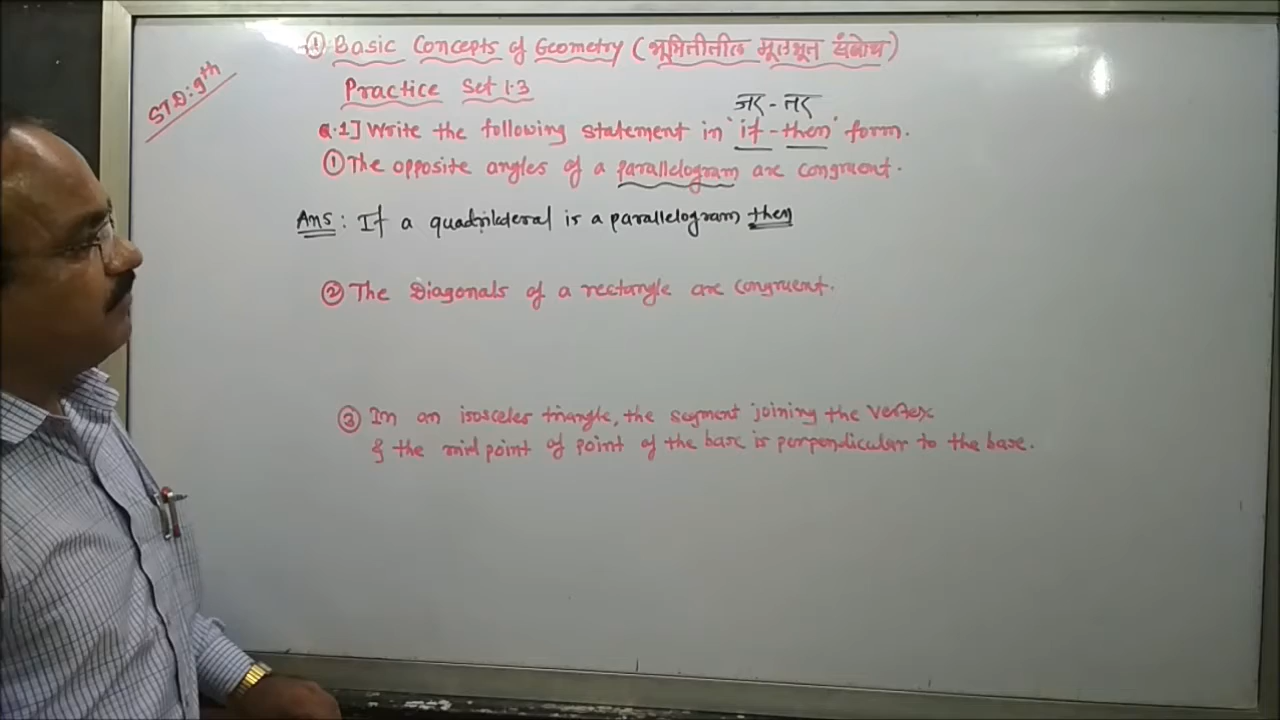 ① Basic Concepts of Geometry (भूमितीतील मूलभूत संबोध)
STD: 9th
Practice Set 1.3
जर - तर
Q.1] Write the following statement in 'if-then' form.
① The opposite angles of a parallelogram are congruent.
Ans: If a quadrilateral is a parallelogram then
② The Diagonals of a rectangle are congruent.
③ In an isosceles triangle, the segment joining the vertex
& the mid point of point of the base is perpendicular to the base.